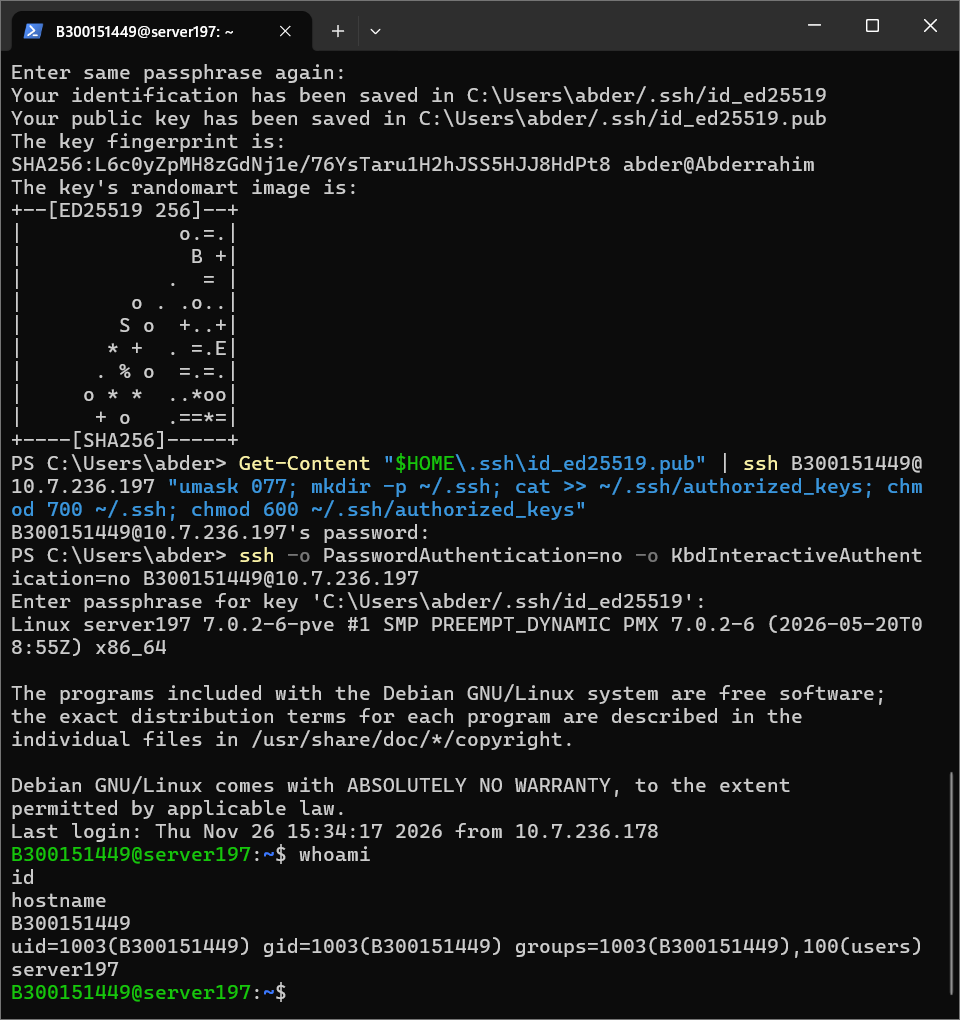 B300151449@server197: ~
Enter same passphrase again:
Your identification has been saved in C:\Users\abder/.ssh/id_ed25519
Your public key has been saved in C:\Users\abder/.ssh/id_ed25519.pub
The key fingerprint is:
SHA256:L6c0yZpMH8zGdNj1e/76YsTaru1H2hJSS5HJJ8HdPt8 abder@Abderrahim
The key's randomart image is:
+--[ED25519 256]--+
|             o.=.|
|              B +|
|            .  = |
|         o . .o..|
|        S o  +..+|
|       * +  . =.E|
|      . % o  =.=.|
|     o * *  ..*oo|
|      + o   .==*=|
+----[SHA256]-----+
PS C:\Users\abder> Get-Content "$HOME\.ssh\id_ed25519.pub" | ssh B300151449@
10.7.236.197 "umask 077; mkdir -p ~/.ssh; cat >> ~/.ssh/authorized_keys; chm
od 700 ~/.ssh; chmod 600 ~/.ssh/authorized_keys"
B300151449@10.7.236.197's password:
PS C:\Users\abder> ssh -o PasswordAuthentication=no -o KbdInteractiveAuthent
ication=no B300151449@10.7.236.197
Enter passphrase for key 'C:\Users\abder/.ssh/id_ed25519':
Linux server197 7.0.2-6-pve #1 SMP PREEMPT_DYNAMIC PMX 7.0.2-6 (2026-05-20T0
8:55Z) x86_64

The programs included with the Debian GNU/Linux system are free software;
the exact distribution terms for each program are described in the
individual files in /usr/share/doc/*/copyright.

Debian GNU/Linux comes with ABSOLUTELY NO WARRANTY, to the extent
permitted by applicable law.
Last login: Thu Nov 26 15:34:17 2026 from 10.7.236.178
B300151449@server197:~$ whoami
id
hostname
B300151449
uid=1003(B300151449) gid=1003(B300151449) groups=1003(B300151449),100(users)
server197
B300151449@server197:~$